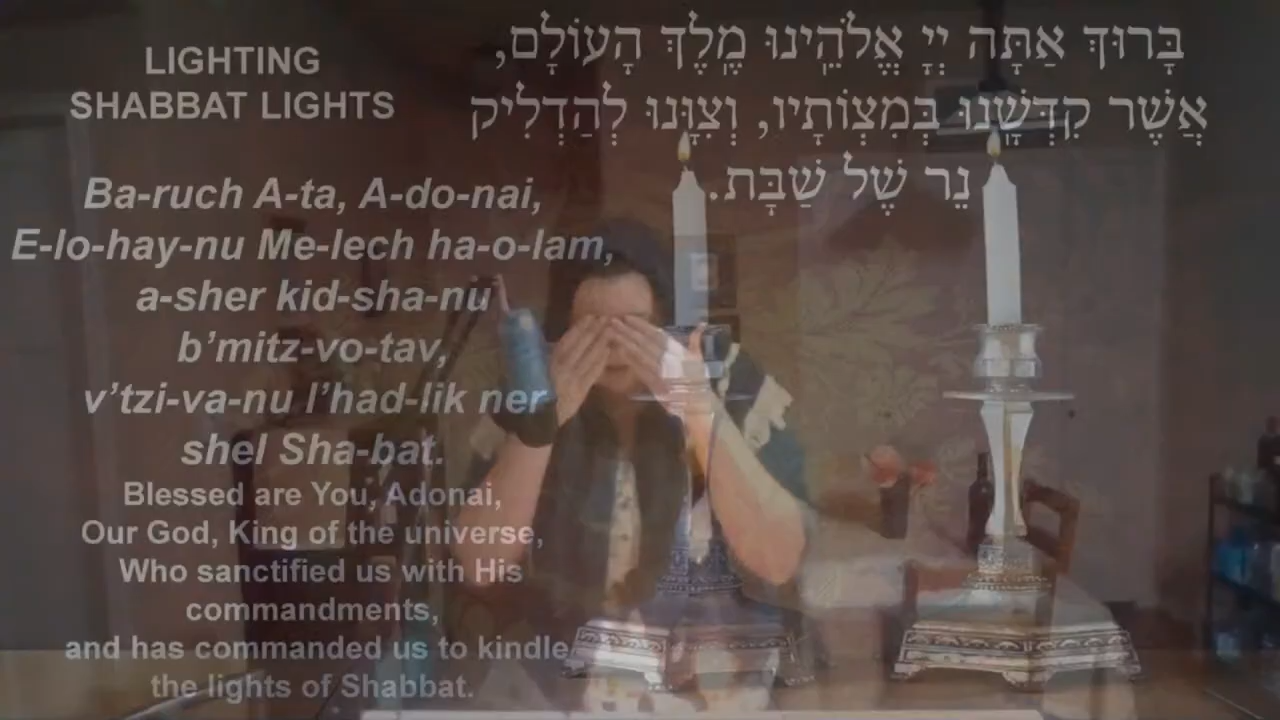 LIGHTING
SHABBAT LIGHTS
Ba-ruch A-ta, A-do-nai,
E-lo-hay-nu Me-lech ha-o-lam,
a-sher kid-sha-nu
b’mitz-vo-tav,
v’tzi-va-nu l’had-lik ner
shel Sha-bat.
Blessed are You, Adonai,
Our God, King of the universe,
Who sanctified us with His
commandments,
and has commanded us to kindle
the lights of Shabbat.
בָּרוּךְ אַתָּה יְיָ אֱלֹהֵֽינוּ מֶֽלֶךְ הָעוֹלָם,
אֲשֶׁר קִדְּשָֽׁנוּ בְּמִצְוֹתָיו, וְצִוָּֽנוּ לְהַדְלִיק
נֵר שֶׁל שַׁבָּת.